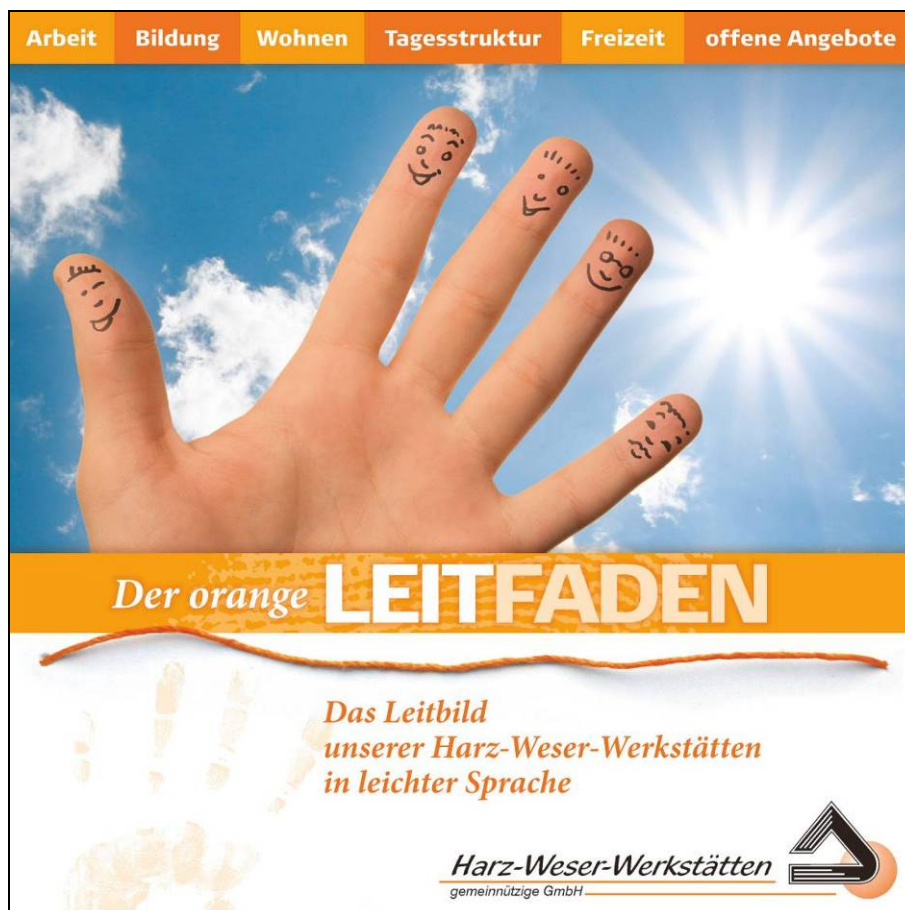 Arbeit Bildung Wohnen Tagesstruktur Freizeit offene Angebote
Der orange LEITFADEN
Das Leitbild
unserer Harz-Weser-Werkstätten
in leichter Sprache
Harz-Weser-Werkstätten
gemeinnützige GmbH